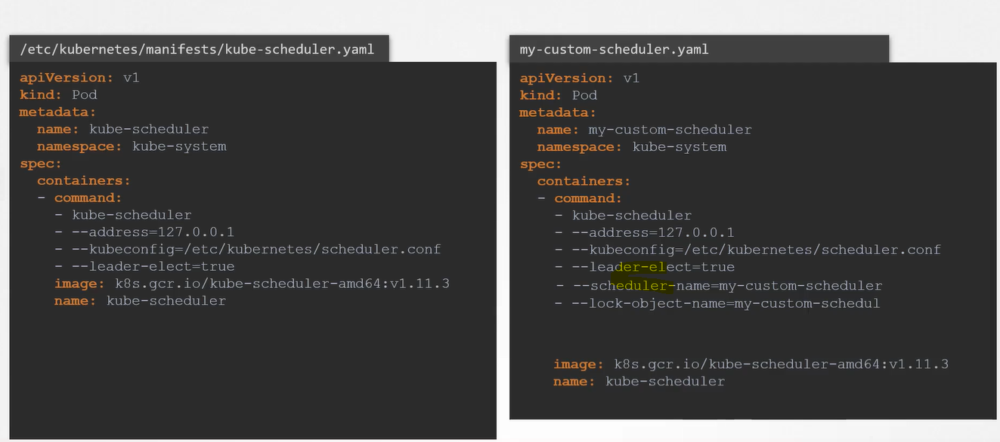 /etc/kubernetes/manifests/kube-scheduler.yaml
apiVersion: v1
kind: Pod
metadata:
  name: kube-scheduler
  namespace: kube-system
spec:
  containers:
  - command:
    - kube-scheduler
    - --address=127.0.0.1
    - --kubeconfig=/etc/kubernetes/scheduler.conf
    - --leader-elect=true
    image: k8s.gcr.io/kube-scheduler-amd64:v1.11.3
    name: kube-scheduler
my-custom-scheduler.yaml
apiVersion: v1
kind: Pod
metadata:
  name: my-custom-scheduler
  namespace: kube-system
spec:
  containers:
  - command:
    - kube-scheduler
    - --address=127.0.0.1
    - --kubeconfig=/etc/kubernetes/scheduler.conf
    - --leader-elect=true
    - --scheduler-name=my-custom-scheduler
    - --lock-object-name=my-custom-schedul
    image: k8s.gcr.io/kube-scheduler-amd64:v1.11.3
    name: kube-scheduler